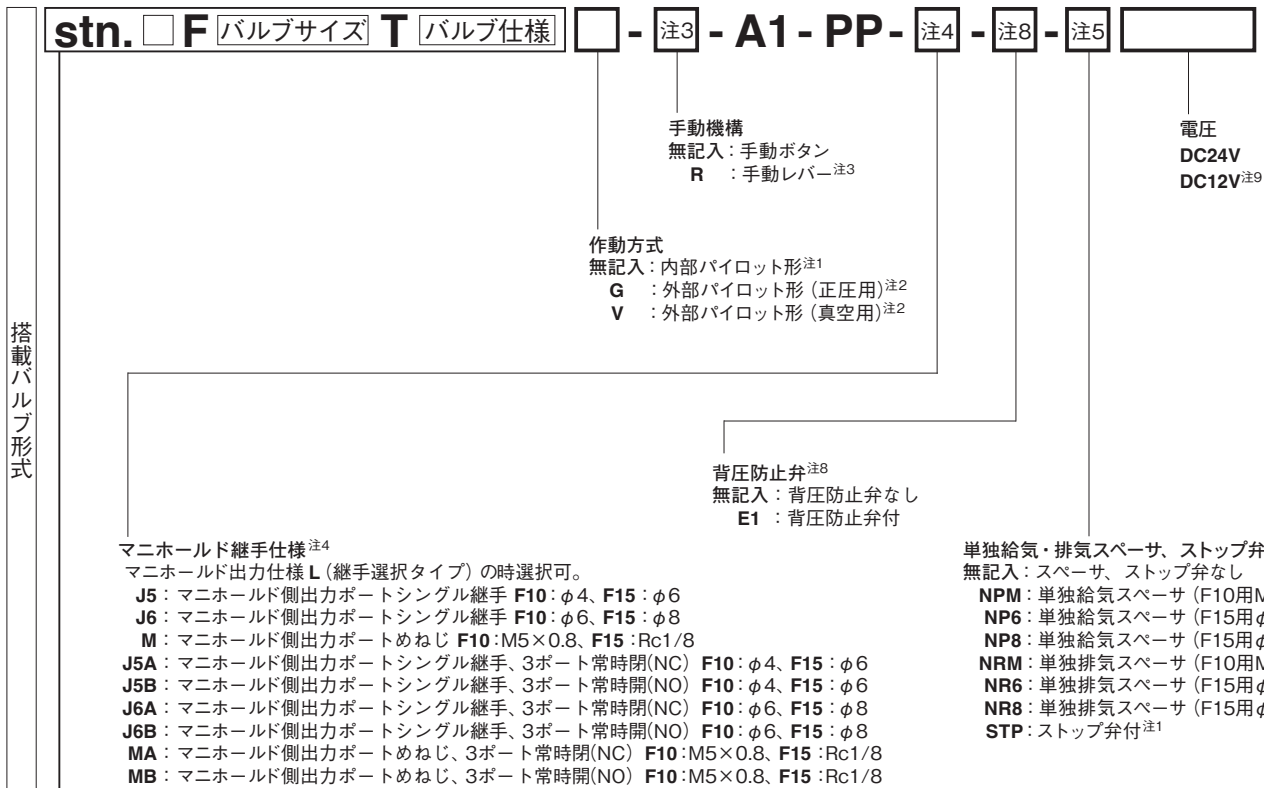 stn. □ F バルブサイズ T バルブ仕様 □ - 注3 - A1 - PP - 注4 - 注8 - 注5
手動機構
無記入：手動ボタン
R ：手動レバー注3
電圧
DC24V
DC12V注9
作動方式
無記入：内部パイロット形注1
G ：外部パイロット形（正圧用）注2
V ：外部パイロット形（真空用）注2
搭載バルブ形式
背圧防止弁注8
無記入：背圧防止弁なし
E1 ：背圧防止弁付
マニホールド継手仕様注4
マニホールド出力仕様 L（継手選択タイプ）の時選択可。
J5：マニホールド側出力ポートシングル継手 F10：φ4、F15：φ6
J6：マニホールド側出力ポートシングル継手 F10：φ6、F15：φ8
M：マニホールド側出力ポートめねじ F10：M5×0.8、F15：Rc1/8
J5A：マニホールド側出力ポートシングル継手、3ポート常時閉(NC) F10：φ4、F15：φ6
J5B：マニホールド側出力ポートシングル継手、3ポート常時開(NO) F10：φ4、F15：φ6
J6A：マニホールド側出力ポートシングル継手、3ポート常時閉(NC) F10：φ6、F15：φ8
J6B：マニホールド側出力ポートシングル継手、3ポート常時開(NO) F10：φ6、F15：φ8
MA：マニホールド側出力ポートめねじ、3ポート常時閉(NC) F10：M5×0.8、F15：Rc1/8
MB：マニホールド側出力ポートめねじ、3ポート常時開(NO) F10：M5×0.8、F15：Rc1/8
単独給気・排気スペーサ、ストップ弁
無記入：スペーサ、ストップ弁なし
NPM：単独給気スペーサ（F10用M
NP6：単独給気スペーサ（F15用φ
NP8：単独給気スペーサ（F15用φ
NRM：単独排気スペーサ（F10用M
NR6：単独排気スペーサ（F15用φ
NR8：単独排気スペーサ（F15用φ
STP：ストップ弁付注1